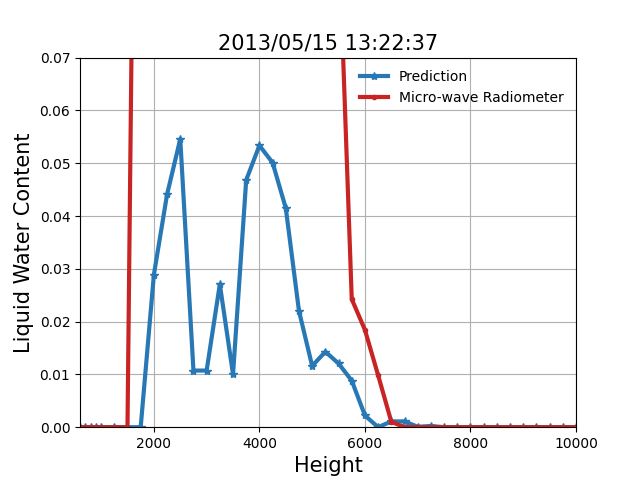 2013/05/15 13:22:37
0.07
0.06
0.05
0.04
0.03
0.02
0.01
0.00
Liquid Water Content
Prediction
Micro-wave Radiometer
2000 4000 6000 8000 10000
Height